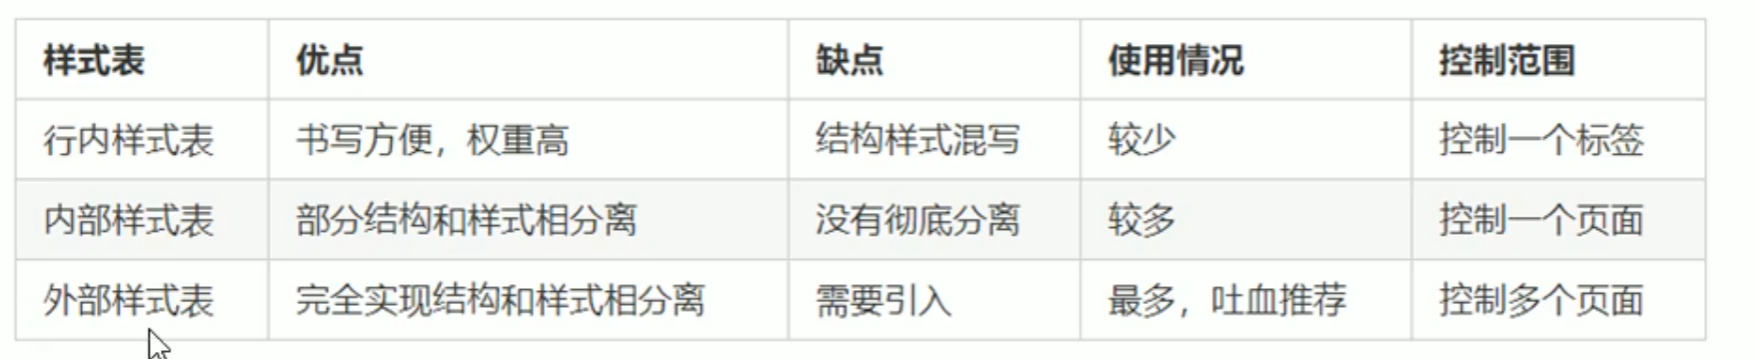 样式表 优点 缺点 使用情况 控制范围
行内样式表 书写方便，权重高 结构样式混写 较少 控制一个标签
内部样式表 部分结构和样式相分离 没有彻底分离 较多 控制一个页面
外部样式表 完全实现结构和样式相分离 需要引入 最多，吐血推荐 控制多个页面